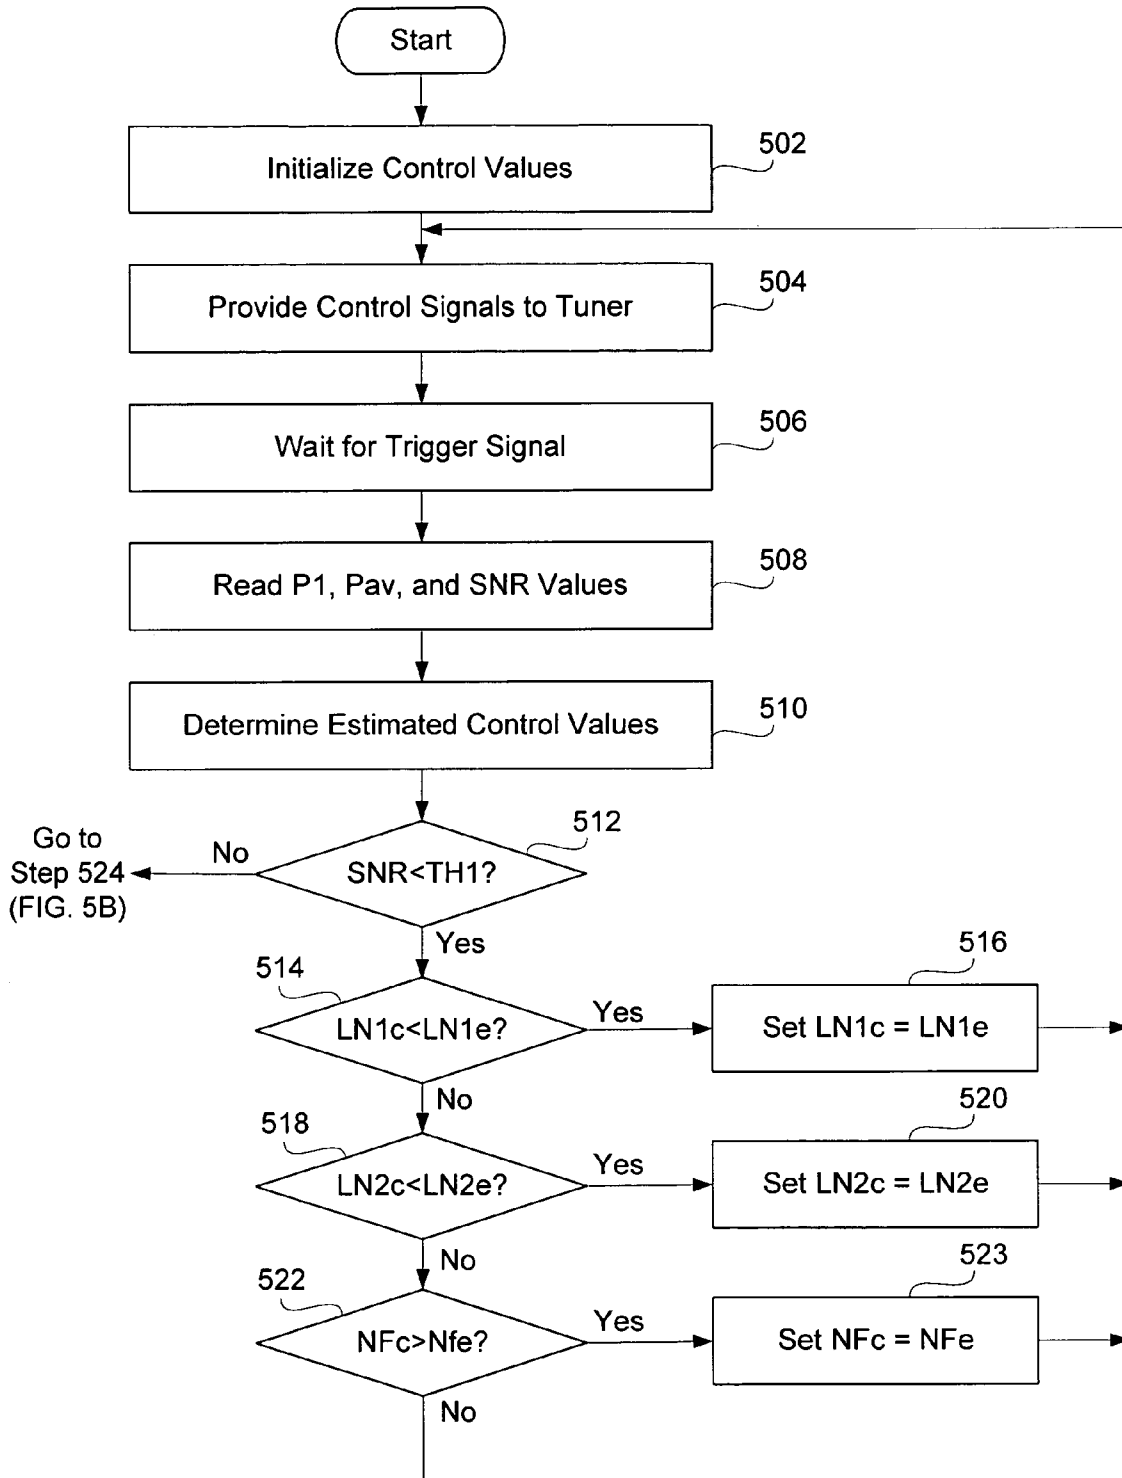 Start
Initialize Control Values
502
Provide Control Signals to Tuner
504
Wait for Trigger Signal
506
Read P1, Pav, and SNR Values
508
Determine Estimated Control Values
510
Go to
Step 524
(FIG. 5B)
No
SNR<TH1?
512
Yes
514
LN1c<LN1e?
Yes
516
Set LN1c = LN1e
No
518
LN2c<LN2e?
Yes
520
Set LN2c = LN2e
No
522
NFc>Nfe?
Yes
523
Set NFc = NFe
No